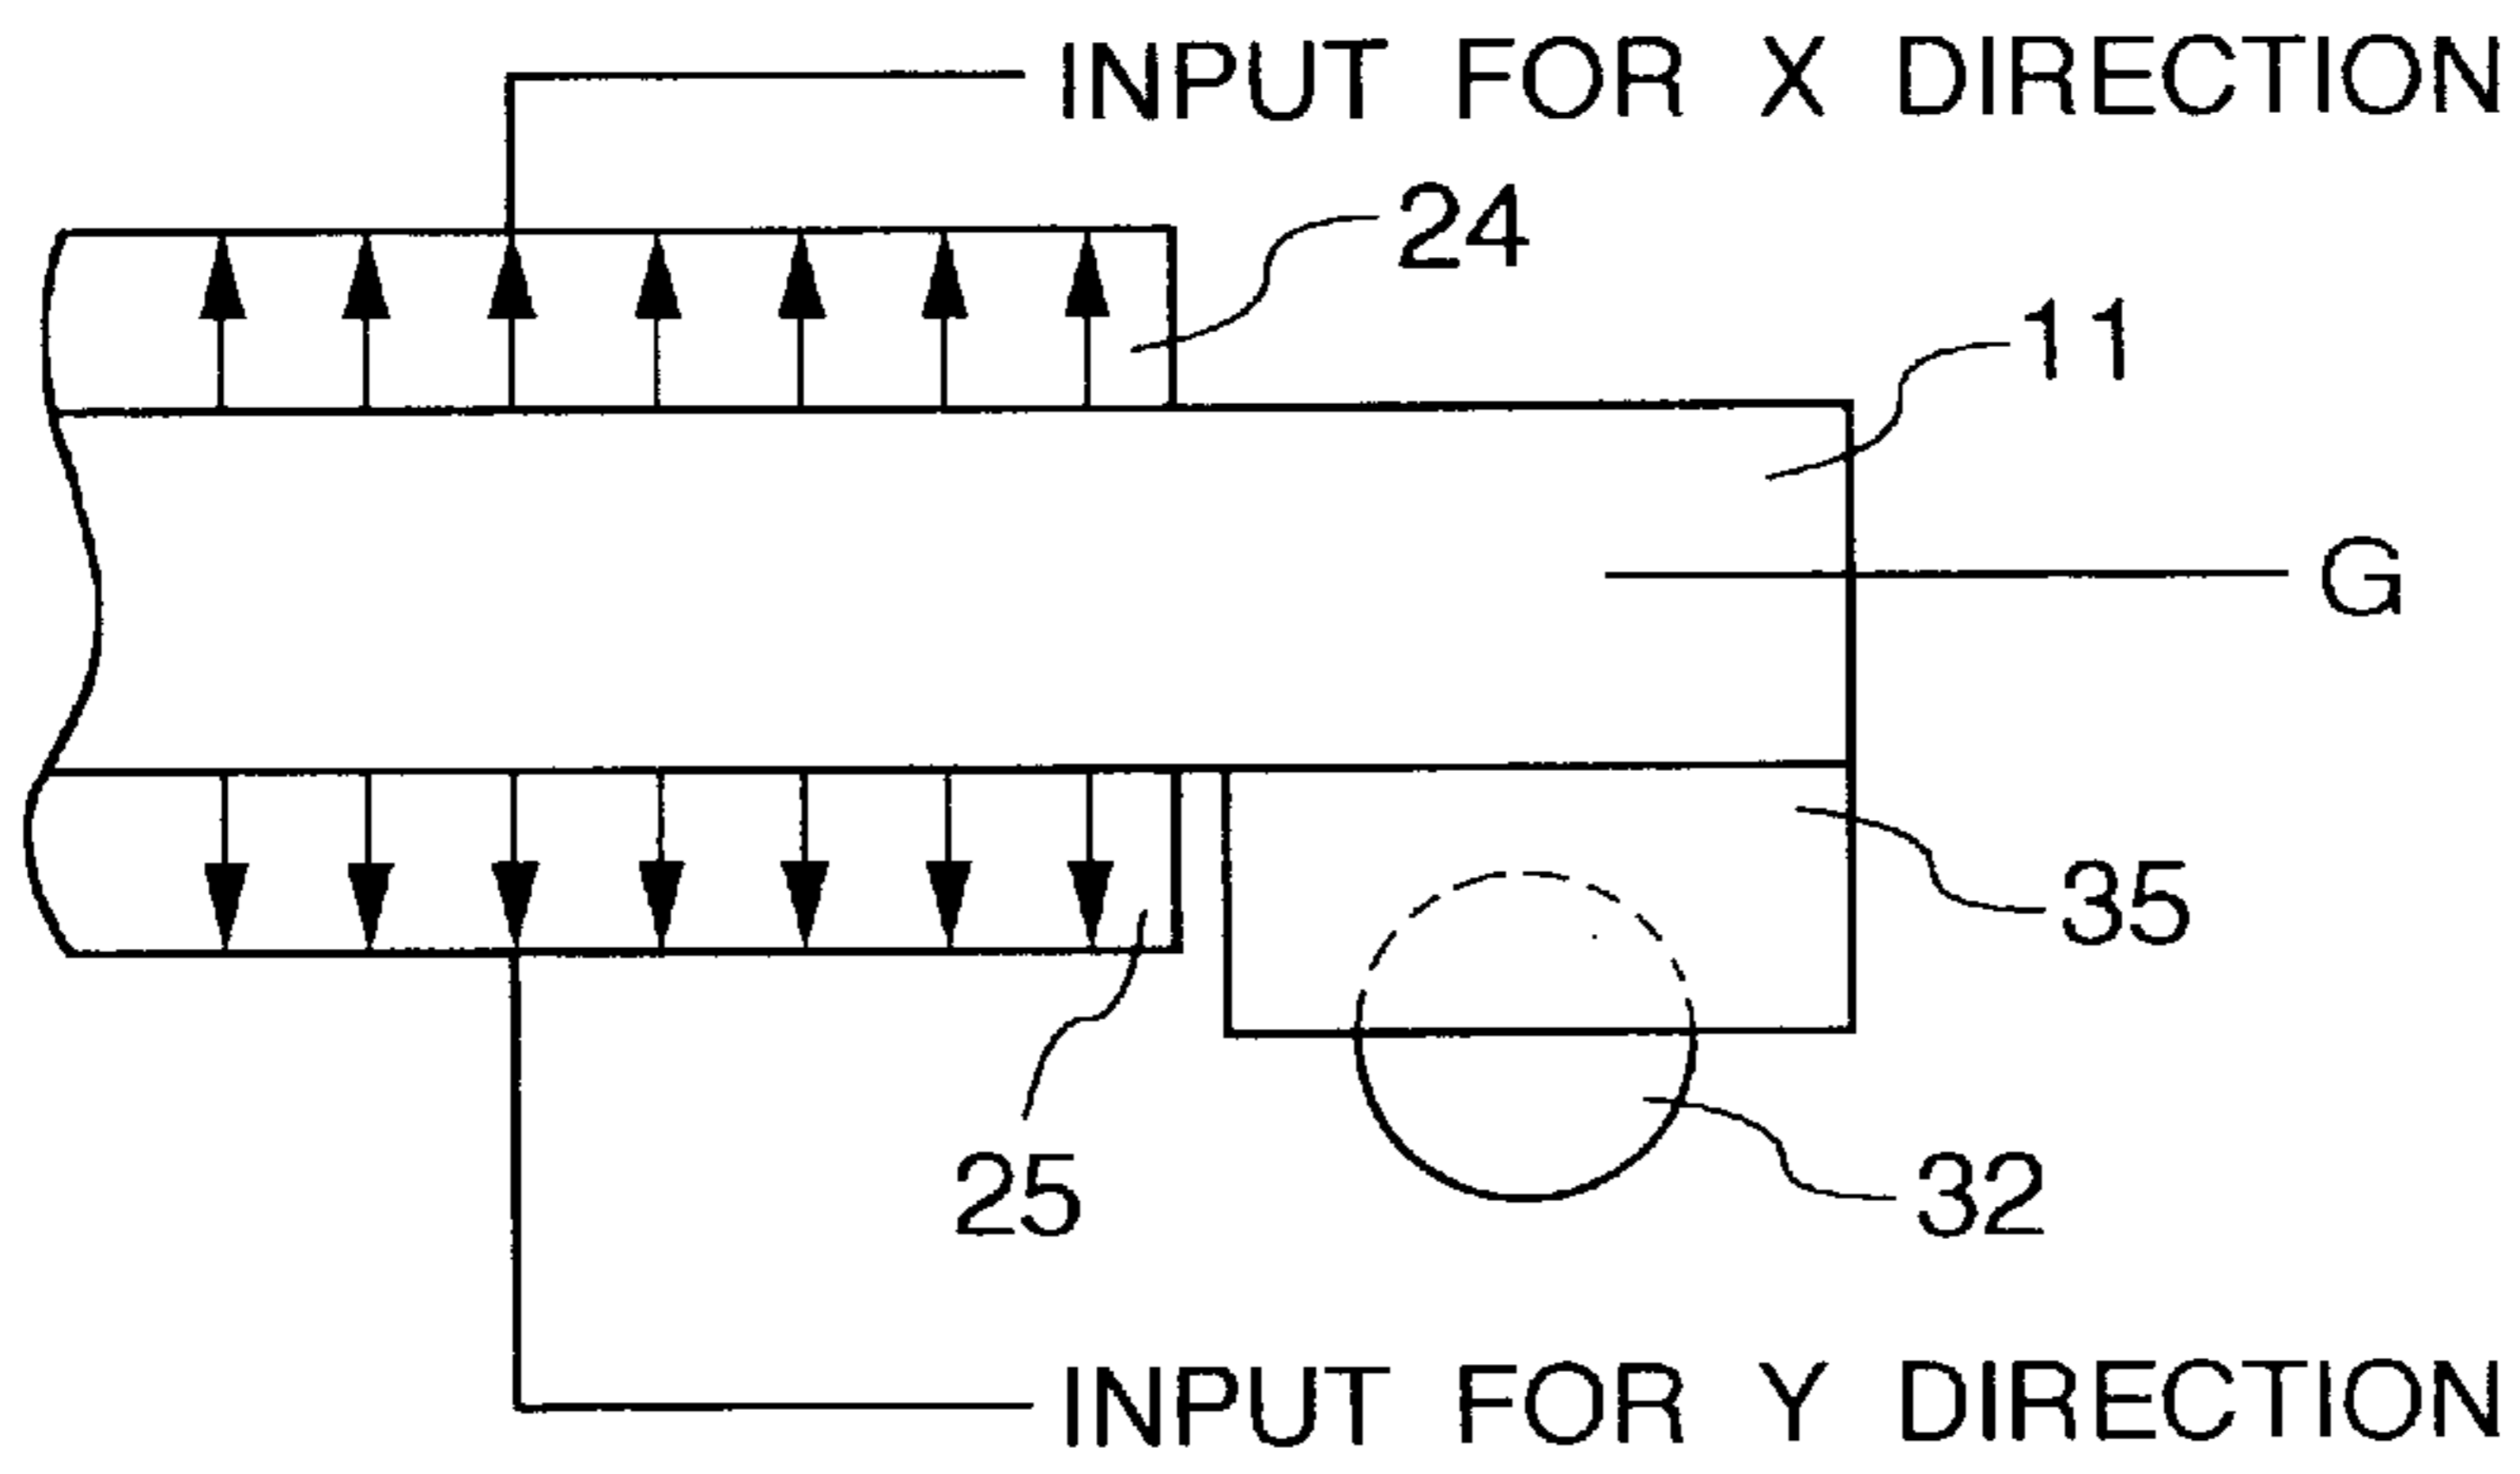 INPUT FOR X DIRECTION
24
11
G
35
25
32
INPUT FOR Y DIRECTION